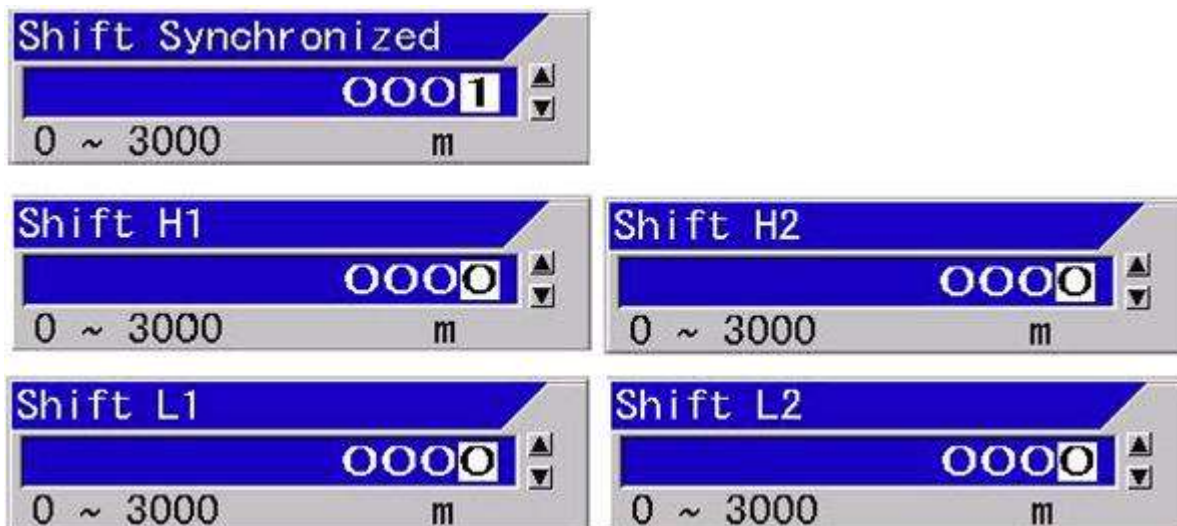 Shift Synchronized
0001
0 ~ 3000 m
Shift H1
0000
0 ~ 3000 m
Shift H2
0000
0 ~ 3000 m
Shift L1
0000
0 ~ 3000 m
Shift L2
0000
0 ~ 3000 m